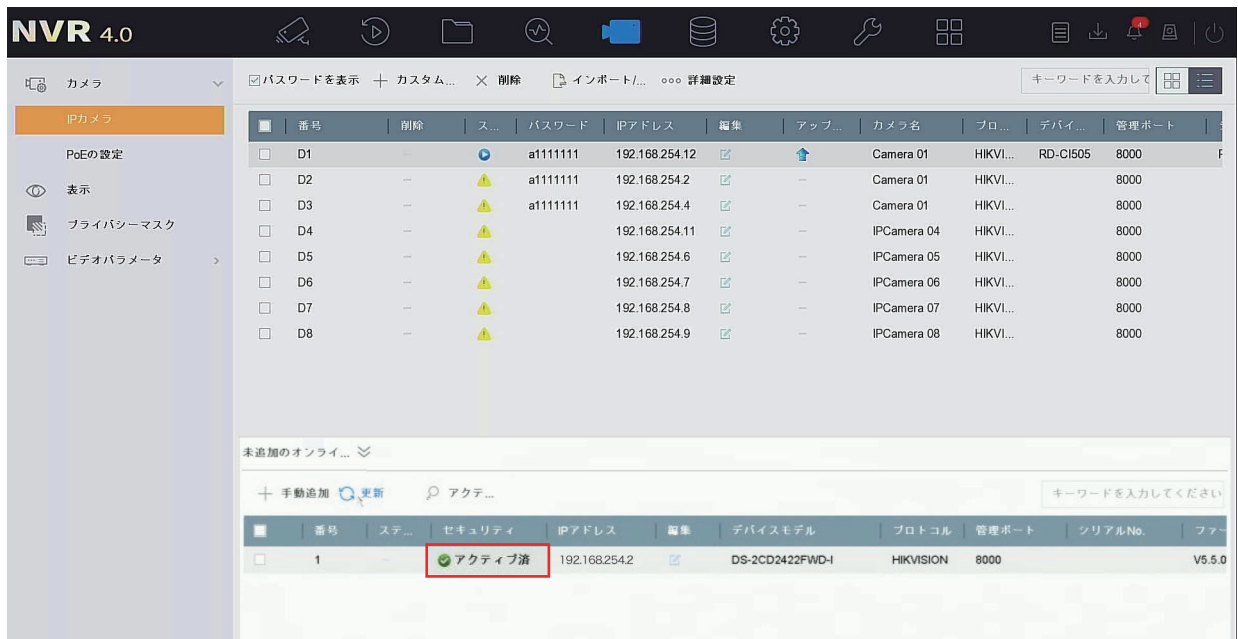 NVR 4.0
4
カメラ
IPカメラ
PoEの設定
表示
プライバシーマスク
ビデオパラメータ
パスワードを表示 カスタム... 削除 インポート/... 詳細設定 キーワードを入力して
番号 削除 ス... パスワード IPアドレス 編集 アップ... カメラ名 プロ... デバイ... 管理ポート
D1 — a1111111 192.168.254.12 Camera 01 HIKVI... RD-CI505 8000
D2 — a1111111 192.168.254.2 — Camera 01 HIKVI... 8000
D3 — a1111111 192.168.254.4 — Camera 01 HIKVI... 8000
D4 — 192.168.254.11 — IPCamera 04 HIKVI... 8000
D5 — 192.168.254.6 — IPCamera 05 HIKVI... 8000
D6 — 192.168.254.7 — IPCamera 06 HIKVI... 8000
D7 — 192.168.254.8 — IPCamera 07 HIKVI... 8000
D8 — 192.168.254.9 — IPCamera 08 HIKVI... 8000
未追加のオンライ...
手動追加 更新 アクテ... キーワードを入力してください
番号 ステ... セキュリティ IPアドレス 編集 デバイスモデル プロトコル 管理ポート シリアルNo. ファー
1 — アクティブ済 192.168.254.2 DS-2CD2422FWD-I HIKVISION 8000 V5.5.0